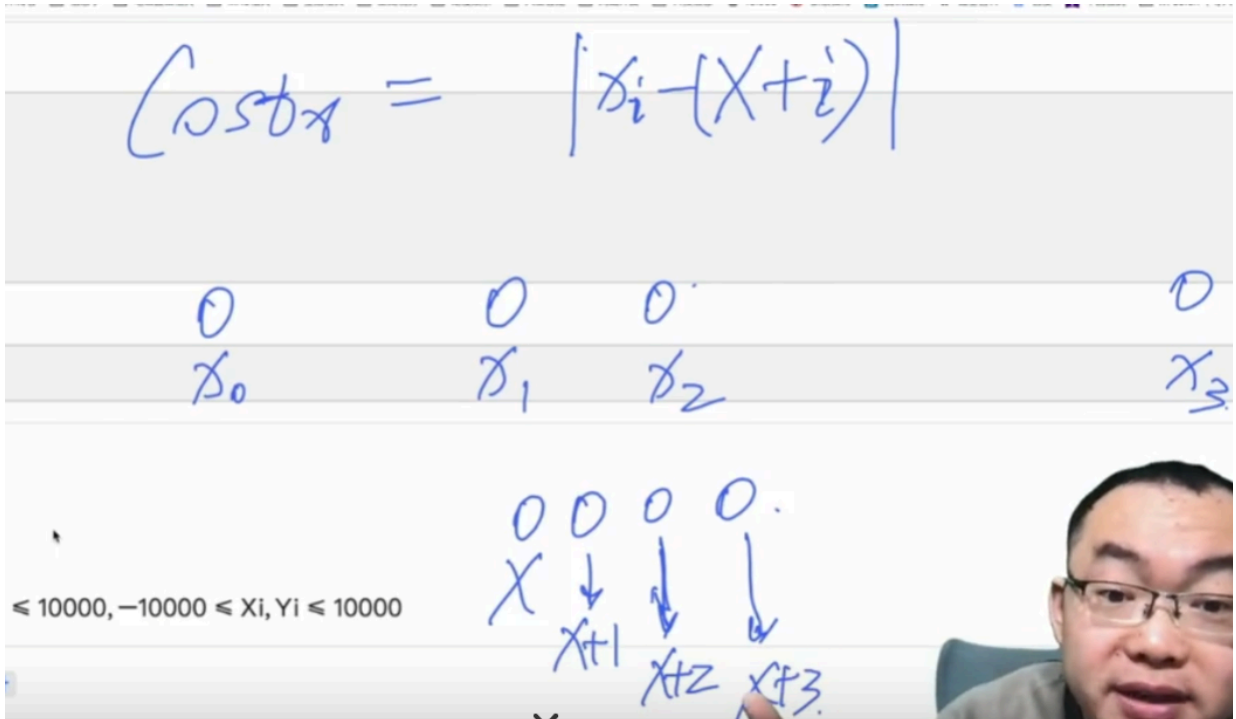 Costx = |xi-(X+i)|
0 0 0 0
x0 x1 x2 x3
0 0 0 0
X
x+1
x+2 x+3
≤ 10000, −10000 ≤ Xi, Yi ≤ 10000